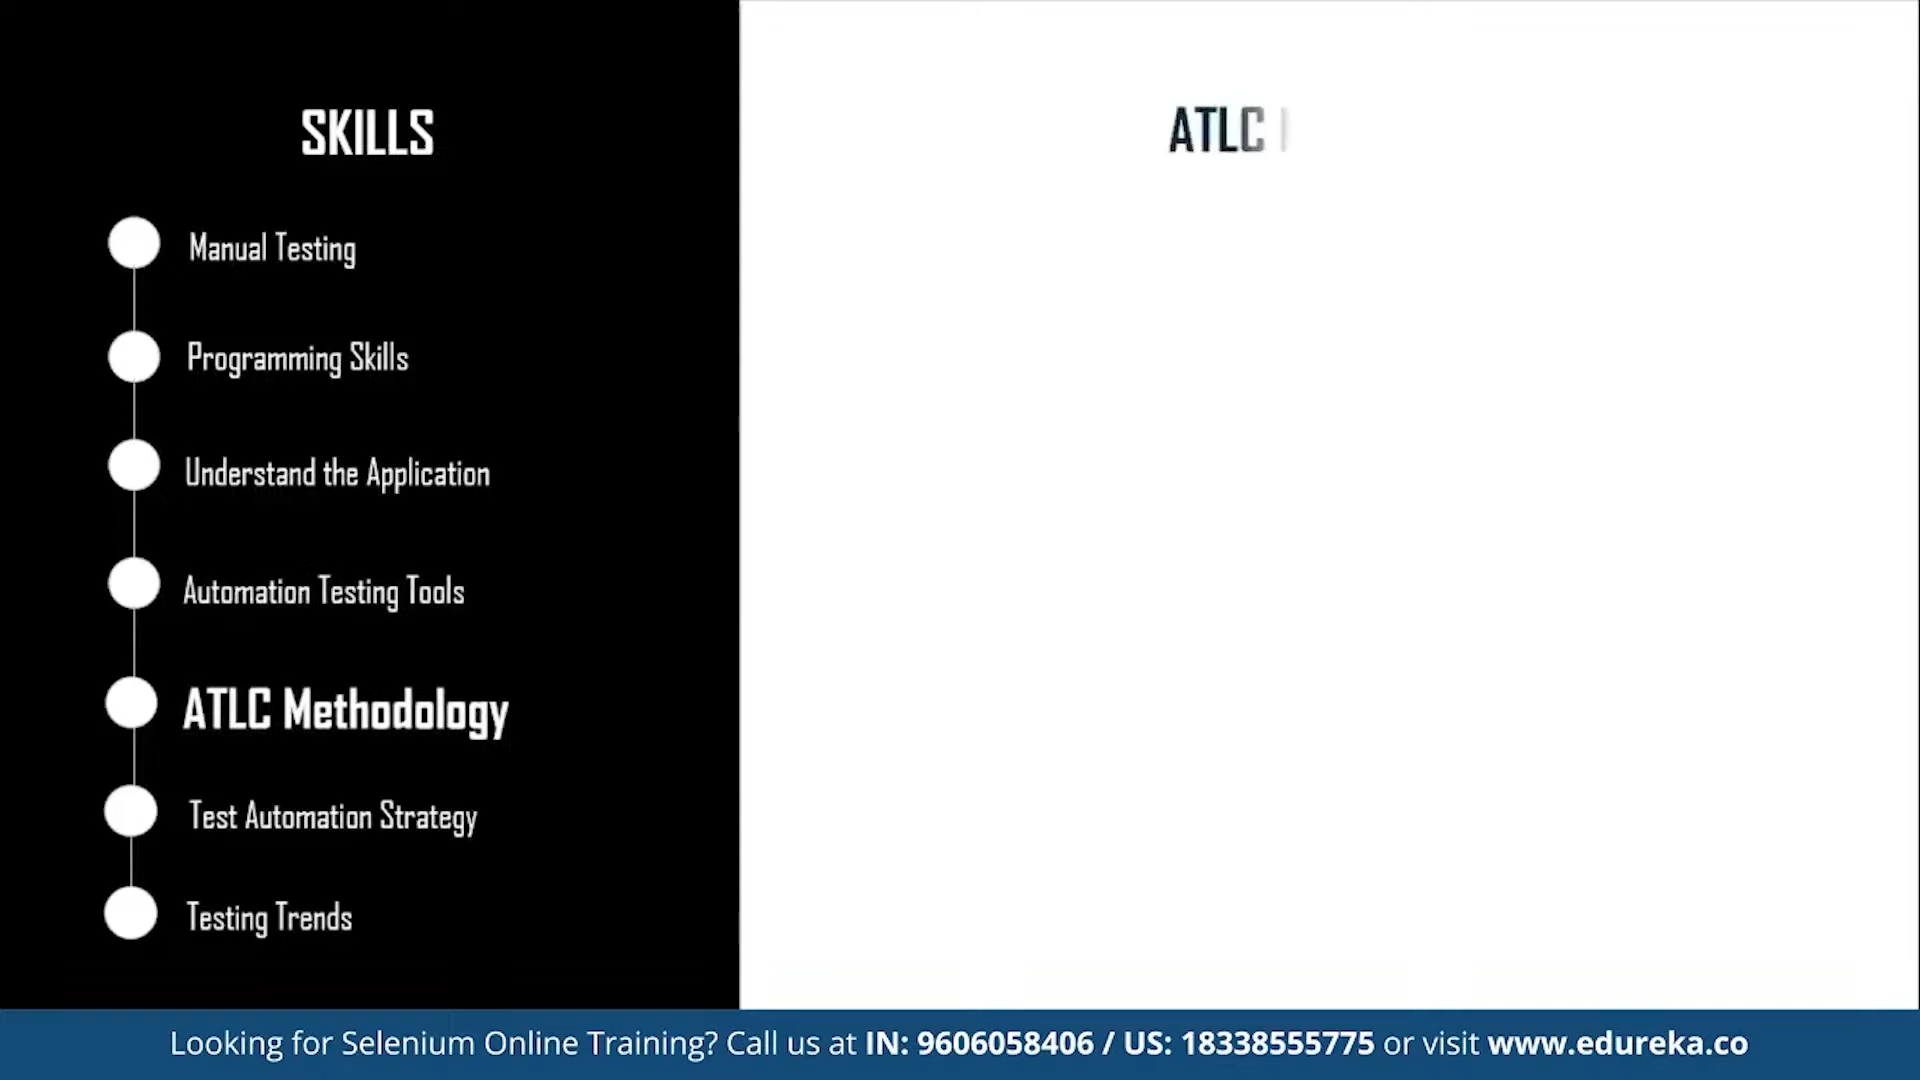 SKILLS
Manual Testing
Programming Skills
Understand the Application
Automation Testing Tools
ATLC Methodology
Test Automation Strategy
Testing Trends
ATLC
Looking for Selenium Online Training? Call us at IN: 9606058406 / US: 18338555775 or visit www.edureka.co